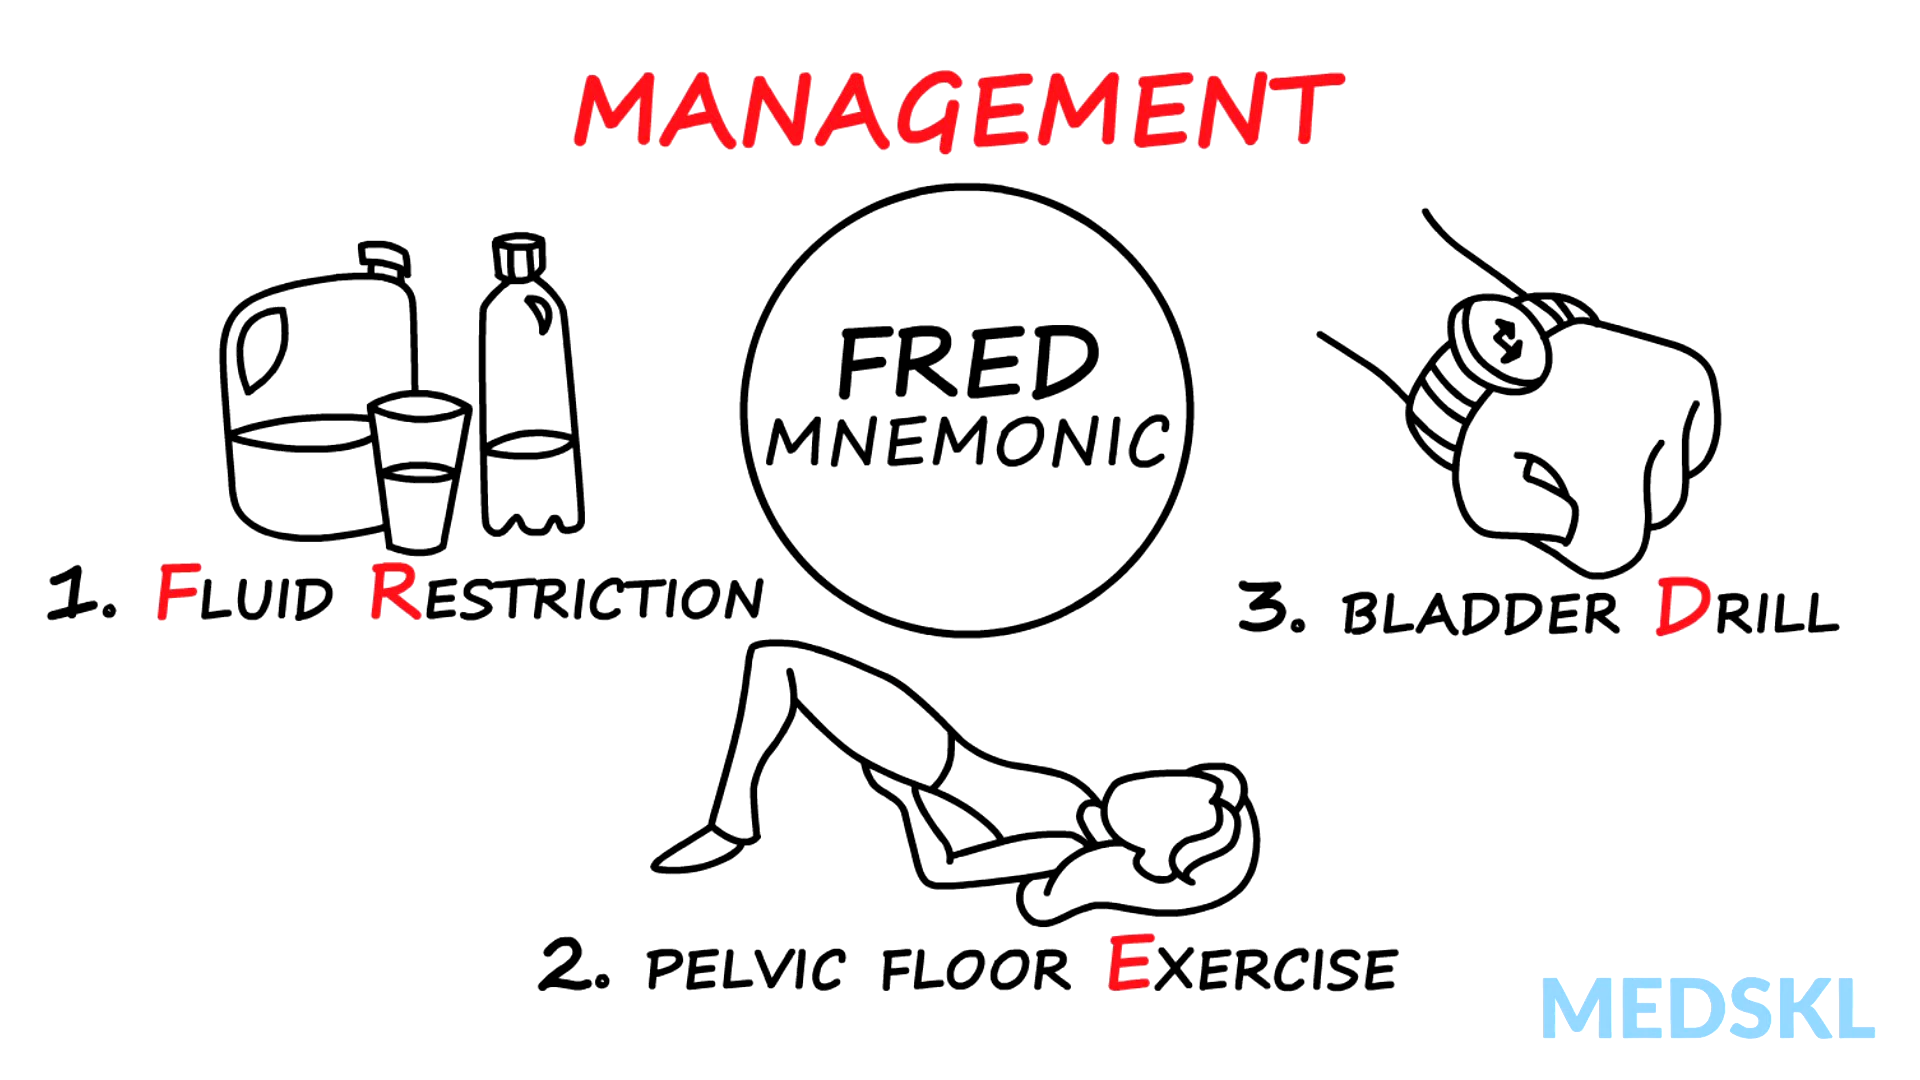 MANAGEMENT
FRED
MNEMONIC
1. FLUID RESTRICTION
2. PELVIC FLOOR EXERCISE
3. BLADDER DRILL
MEDSKL